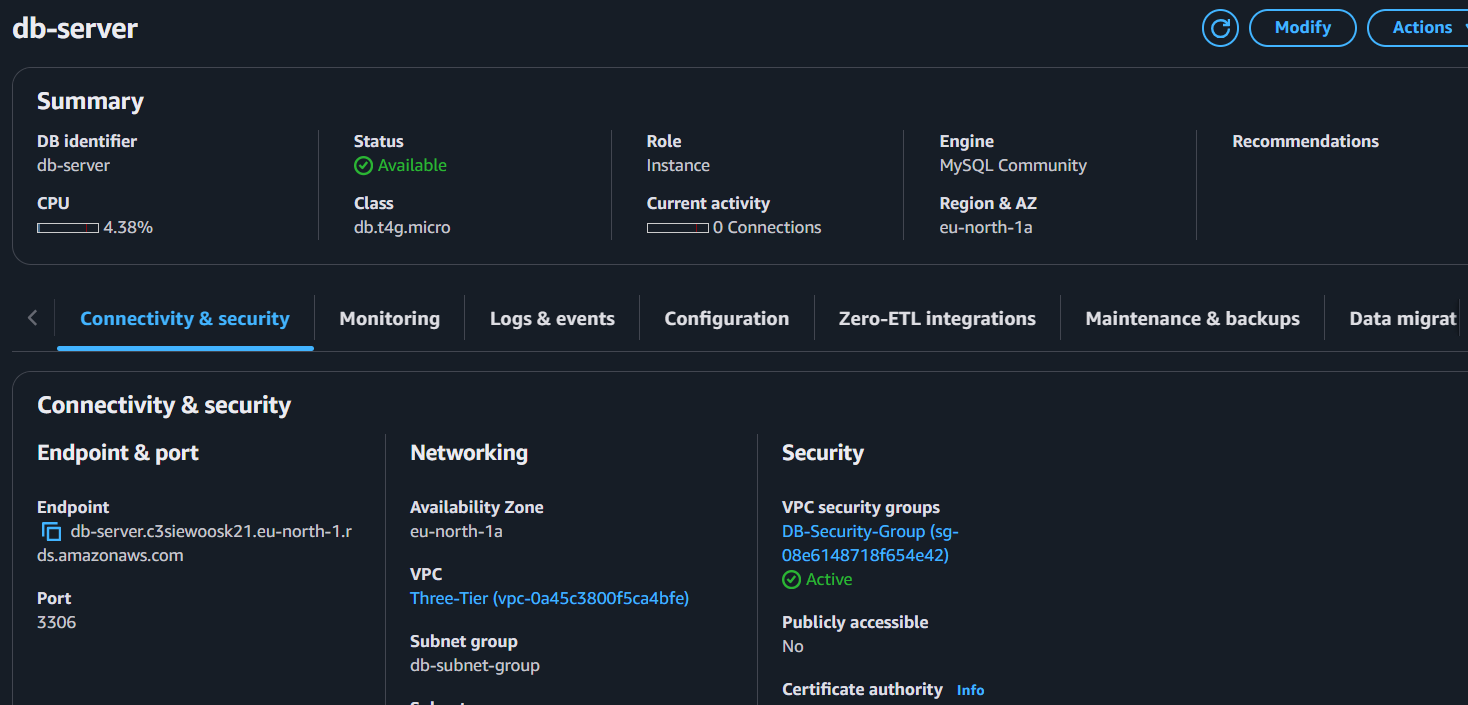 db-server
Modify
Actions
Summary
DB identifier
db-server
Status
Available
Role
Instance
Engine
MySQL Community
Recommendations
CPU
4.38%
Class
db.t4g.micro
Current activity
0 Connections
Region & AZ
eu-north-1a
Connectivity & security
Monitoring
Logs & events
Configuration
Zero-ETL integrations
Maintenance & backups
Data migrat
Connectivity & security
Endpoint & port
Endpoint
db-server.c3siewoosk21.eu-north-1.r
ds.amazonaws.com
Port
3306
Networking
Availability Zone
eu-north-1a
VPC
Three-Tier (vpc-0a45c3800f5ca4bfe)
Subnet group
db-subnet-group
Security
VPC security groups
DB-Security-Group (sg-
08e6148718f654e42)
Active
Publicly accessible
No
Certificate authority Info